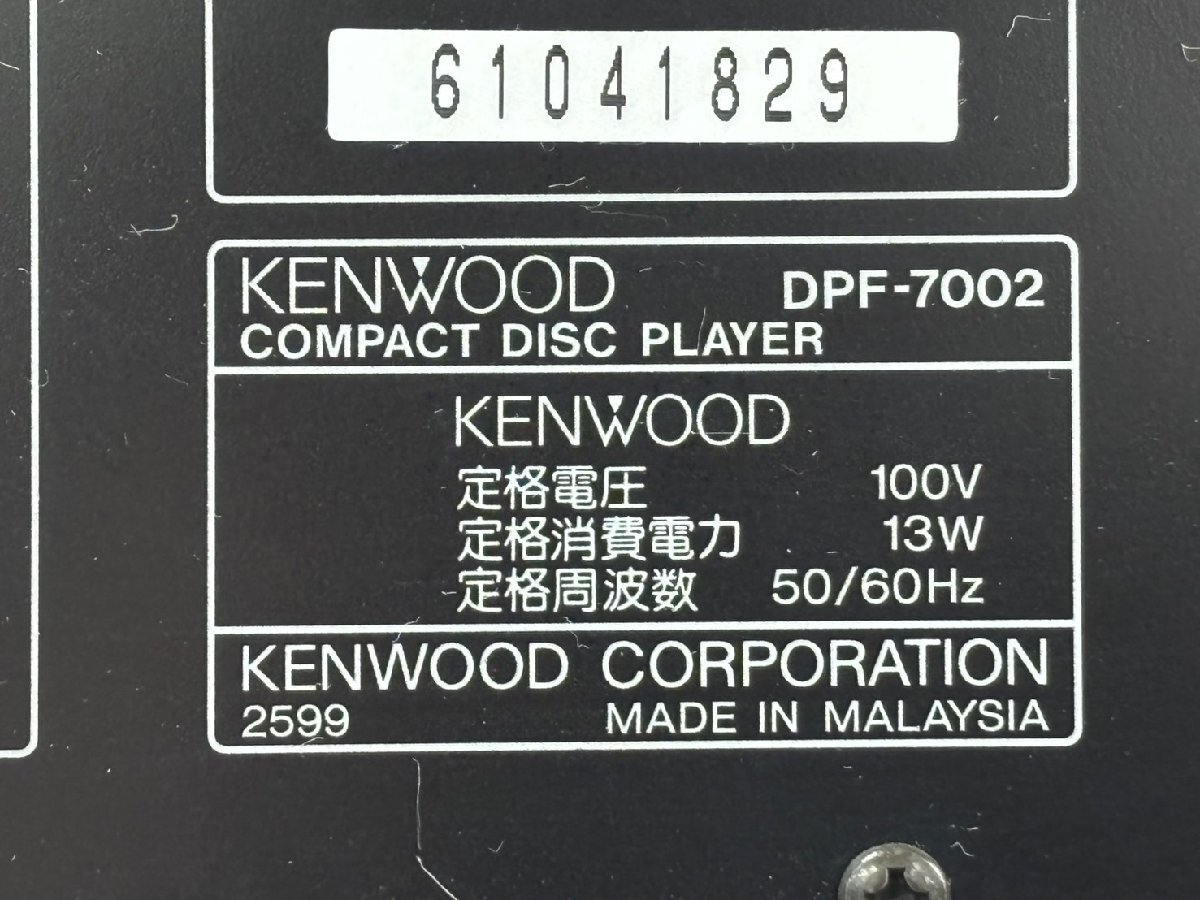 61041829
KENWOOD DPF-7002
COMPACT DISC PLAYER
KENWOOD
定格電圧 100V
定格消費電力 13W
定格周波数 50/60Hz
KENWOOD CORPORATION
2599 MADE IN MALAYSIA